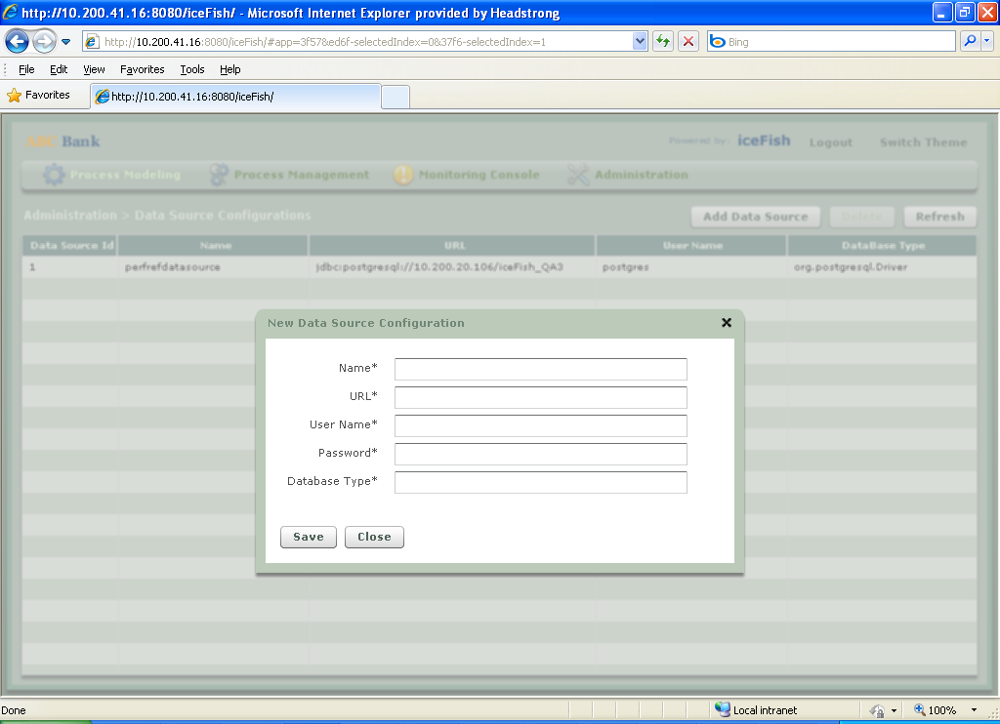 http://10.200.41.16:8080/iceFish/ - Microsoft Internet Explorer provided by Headstrong
http://10.200.41.16:8080/iceFish/#app=3f57&ed6f-selectedIndex=0&37f6-selectedIndex=1
Bing
File Edit View Favorites Tools Help
Favorites
http://10.200.41.16:8080/iceFish/
ABC Bank
Powered by: iceFish Logout Switch Theme
Process Modeling Process Management Monitoring Console Administration
Administration > Data Source Configurations
Add Data Source Delete Refresh
Data Source Id Name URL User Name DataBase Type
1 perfrefdatasource jdbc:postgresql://10.200.20.106/iceFish_QA3 postgres org.postgresql.Driver
New Data Source Configuration
Name*
URL*
User Name*
Password*
Database Type*
Save Close
Done Local intranet 100%